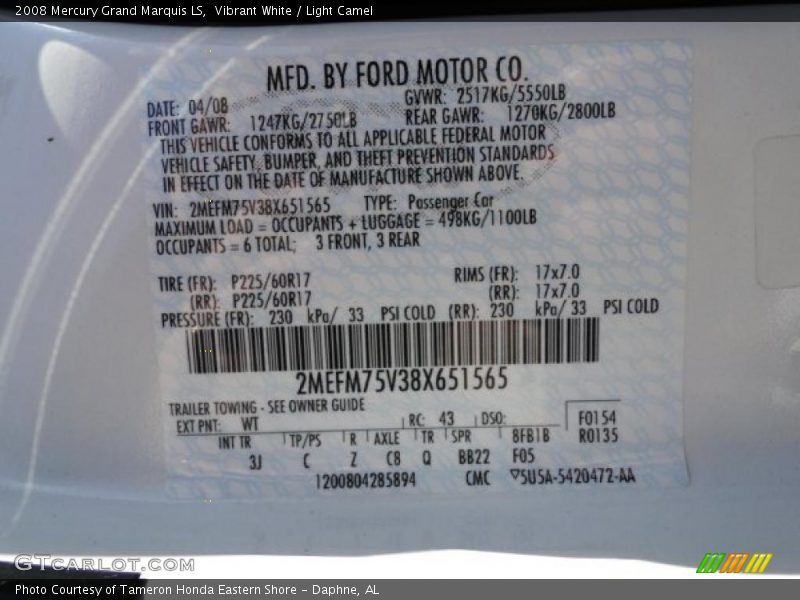 2008 Mercury Grand Marquis LS, Vibrant White / Light Camel
MFD. BY FORD MOTOR CO.
DATE: 04/08 GVWR: 2517KG/5550LB
FRONT GAWR: 1247KG/2750LB REAR GAWR: 1270KG/2800LB
THIS VEHICLE CONFORMS TO ALL APPLICABLE FEDERAL MOTOR
VEHICLE SAFETY, BUMPER, AND THEFT PREVENTION STANDARDS
IN EFFECT ON THE DATE OF MANUFACTURE SHOWN ABOVE.
VIN: 2MEFM75V38X651565 TYPE: Passenger Car
MAXIMUM LOAD = OCCUPANTS + LUGGAGE = 498KG/1100LB
OCCUPANTS = 6 TOTAL; 3 FRONT, 3 REAR
TIRE (FR): P225/60R17 RIMS (FR): 17x7.0
(RR): P225/60R17 (RR): 17x7.0
PRESSURE (FR): 230 kPa/ 33 PSI COLD (RR): 230 kPa/ 33 PSI COLD
2MEFM75V38X651565
TRAILER TOWING - SEE OWNER GUIDE
EXT PNT: WT RC: 43 DSO: F0154
INT TR TP/PS R AXLE TR SPR 8FB1B R0135
3J C Z C8 Q BB22 F05
1200804285894 CMC ▽5U5A-5420472-AA
GTCARLOT.COM
Photo Courtesy of Tameron Honda Eastern Shore - Daphne, AL